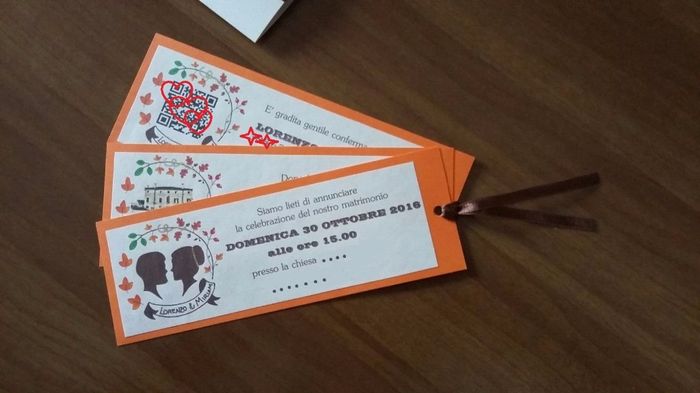 E' gradita gentile conferma
LORENZO
LORENZO &
Siamo lieti di annunciare
la celebrazione del nostro matrimonio
DOMENICA 30 OTTOBRE 2016
alle ore 15.00
presso la chiesa ....
.......
LORENZO & MIRIAM